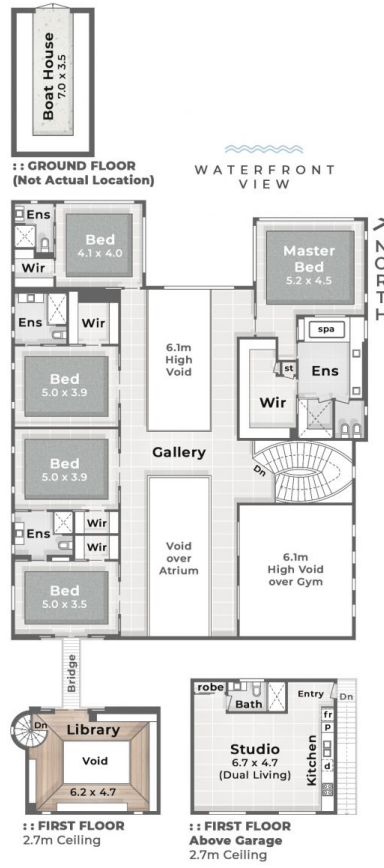 Boat House
7.0 x 3.5
:: GROUND FLOOR
(Not Actual Location)
WATERFRONT
VIEW
NORTH
Ens
Bed
4.1 x 4.0
Wir
Master
Bed
5.2 x 4.5
Ens
Wir
6.1m
High
Void
spa
st
Ens
Wir
Bed
5.0 x 3.9
Gallery
Dn
Bed
5.0 x 3.9
Ens
Wir
Wir
Void
over
Atrium
6.1m
High Void
over Gym
Bed
5.0 x 3.5
Bridge
Dn
Library
Void
6.2 x 4.7
:: FIRST FLOOR
2.7m Ceiling
robe
Bath
Entry
Dn
fr
P
d
Kitchen
Studio
6.7 x 4.7
(Dual Living)
:: FIRST FLOOR
Above Garage
2.7m Ceiling